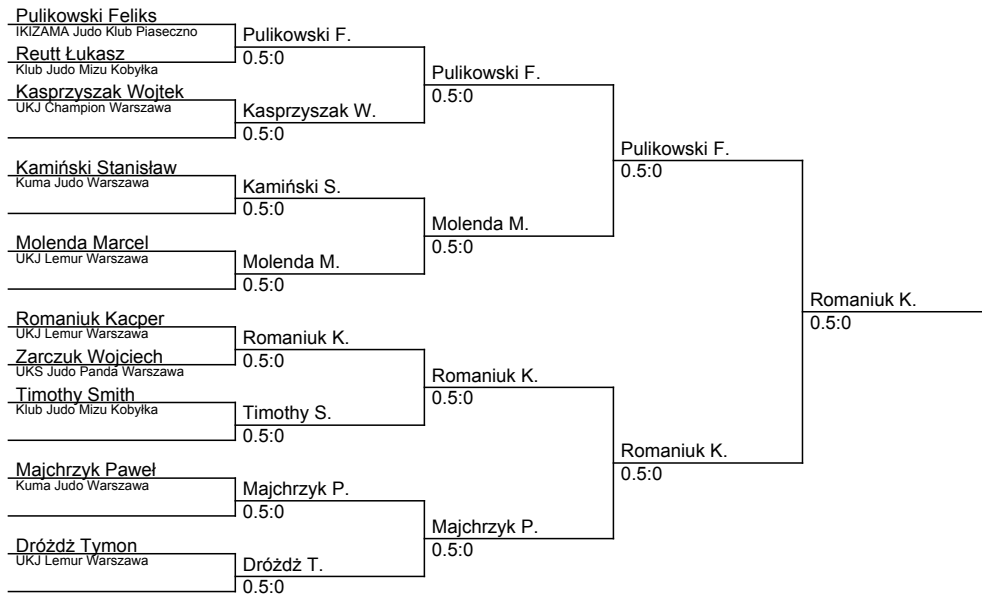 Pulikowski Feliks
IKIZAMA Judo Klub Piaseczno
Reutt Łukasz
Klub Judo Mizu Kobyłka
Kasprzyszak Wojtek
UKJ Champion Warszawa
Kamiński Stanisław
Kuma Judo Warszawa
Molenda Marcel
UKJ Lemur Warszawa
Romaniuk Kacper
UKJ Lemur Warszawa
Zarczuk Wojciech
UKS Judo Panda Warszawa
Timothy Smith
Klub Judo Mizu Kobyłka
Majchrzyk Paweł
Kuma Judo Warszawa
Dróżdż Tymon
UKJ Lemur Warszawa
Pulikowski F.
0.5:0
Kasprzyszak W.
0.5:0
Kamiński S.
0.5:0
Molenda M.
0.5:0
Romaniuk K.
0.5:0
Timothy S.
0.5:0
Majchrzyk P.
0.5:0
Dróżdż T.
0.5:0
Pulikowski F.
0.5:0
Molenda M.
0.5:0
Romaniuk K.
0.5:0
Majchrzyk P.
0.5:0
Pulikowski F.
0.5:0
Romaniuk K.
0.5:0
Romaniuk K.
0.5:0